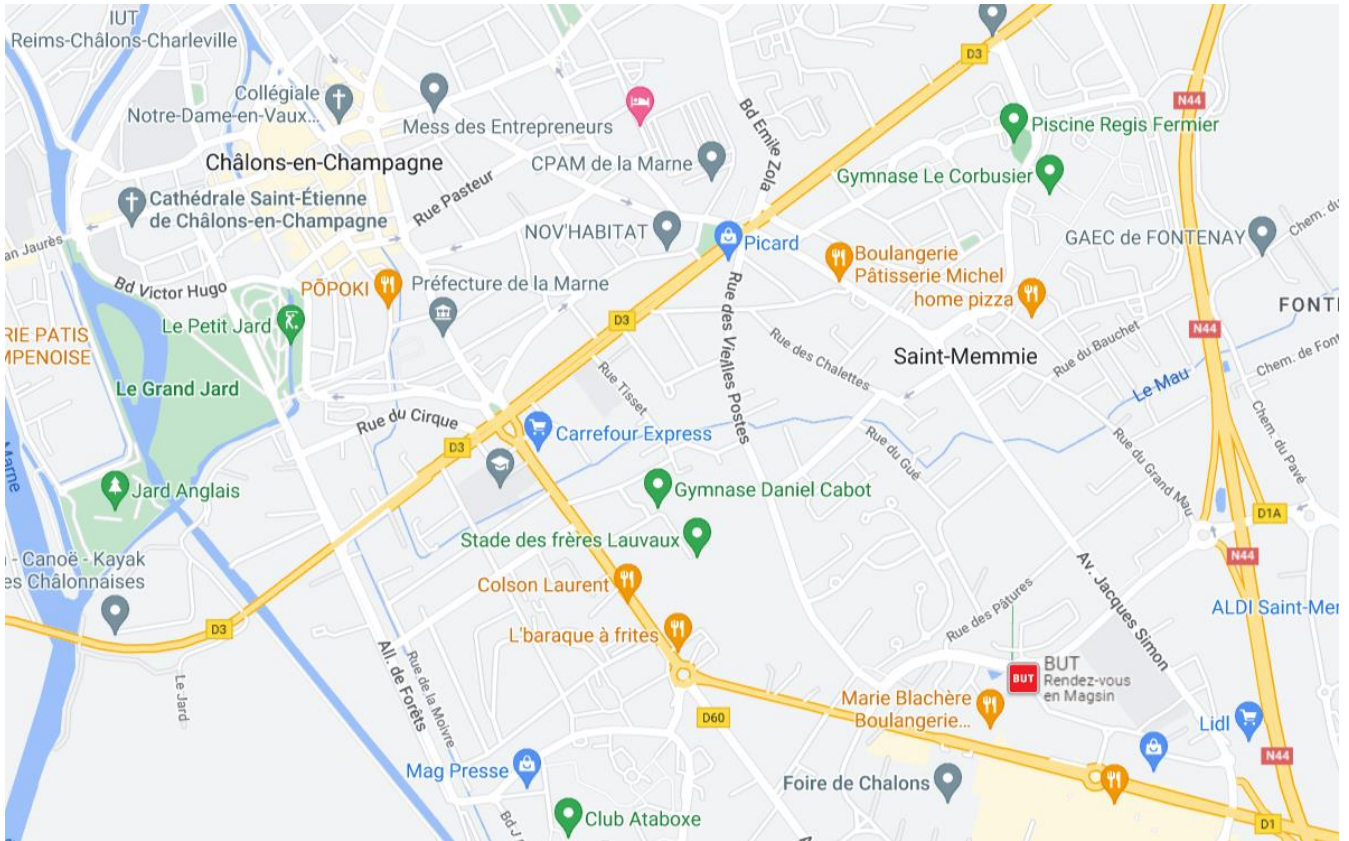 IUT
Reims-Châlons-Charleville
D3
N44
Collégiale
Notre-Dame-en-Vaux...
Mess des Entrepreneurs
Bd Emile Zola
Piscine Regis Fermier
Châlons-en-Champagne
CPAM de la Marne
Gymnase Le Corbusier
Cathédrale Saint-Étienne
de Châlons-en-Champagne
Rue Pasteur
NOV'HABITAT
Picard
GAEC de FONTENAY
Chem. du
an Jaurès
Boulangerie
Pâtisserie Michel
Bd Victor Hugo
PŌPOKI
Préfecture de la Marne
home pizza
FONTI
RIE PATIS
MPENOISE
Le Petit Jard
D3
Rue des Vieilles Postes
Rue des Chalettes
Saint-Memmie
Rue du Bauchet
N44
Chem. de Font
Le Grand Jard
Rue Tisset
Le Mau
Rue du Cirque
D3
Carrefour Express
Rue du Gué
Chem. du Pavé
Marne
Jard Anglais
Gymnase Daniel Cabot
Rue du Grand Mau
D1A
Stade des frères Lauvaux
- Canoë - Kayak
es Châlonnaises
Colson Laurent
Av. Jacques Simon
N44
ALDI Saint-Mer
D3
L'baraque à frites
Rue des Pâtures
All. de Forêts
Rue de la Moivre
Le Jard
BUT
BUT
Rendez-vous
en Magsin
Marie Blachère
Boulangerie...
D60
Lidl
N44
Mag Presse
Foire de Chalons
Bd J
Club Ataboxe
D1